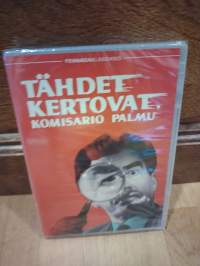 TÄHDET
KERTOVAT,
KOMISARIO PALMU